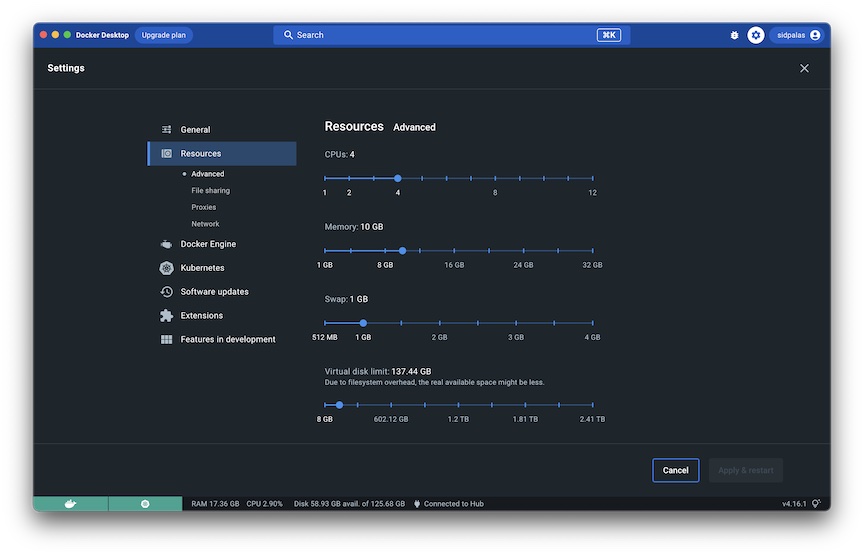 Docker Desktop
Upgrade plan
Search
⌘K
sidpalas
Settings
General
Resources
Advanced
File sharing
Proxies
Network
Docker Engine
Kubernetes
Software updates
Extensions
Features in development
Resources Advanced
CPUs: 4
1 2 4 8 12
Memory: 10 GB
1 GB 8 GB 16 GB 24 GB 32 GB
Swap: 1 GB
512 MB 1 GB 2 GB 3 GB 4 GB
Virtual disk limit: 137.44 GB
Due to filesystem overhead, the real available space might be less.
8 GB 602.12 GB 1.2 TB 1.81 TB 2.41 TB
Cancel
Apply & restart
RAM 17.36 GB CPU 2.90% Disk 58.93 GB avail. of 125.68 GB Connected to Hub
v4.16.1